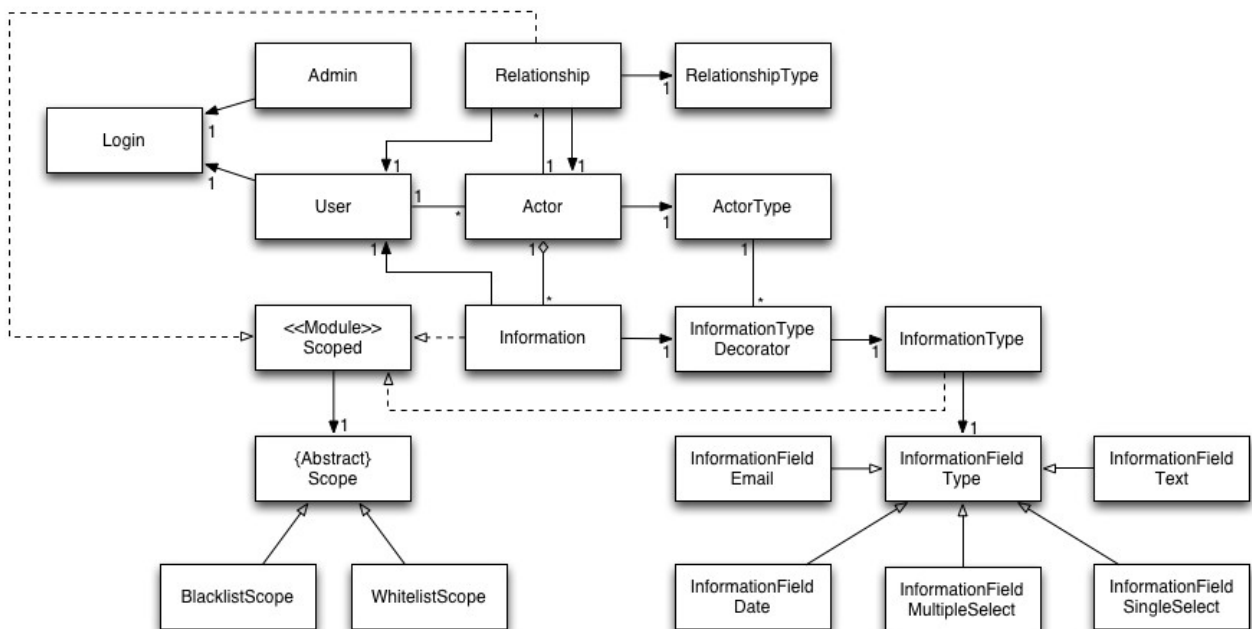 Admin
Relationship
RelationshipType
1
Login
1
*
1
1
1
1
User
1
*
Actor
1
ActorType
1
1
1
*
*
<<Module>>
Scoped
Information
1
InformationType
Decorator
1
InformationType
1
1
{Abstract}
Scope
InformationField
Email
InformationField
Type
InformationField
Text
BlacklistScope
WhitelistScope
InformationField
Date
InformationField
MultipleSelect
InformationField
SingleSelect